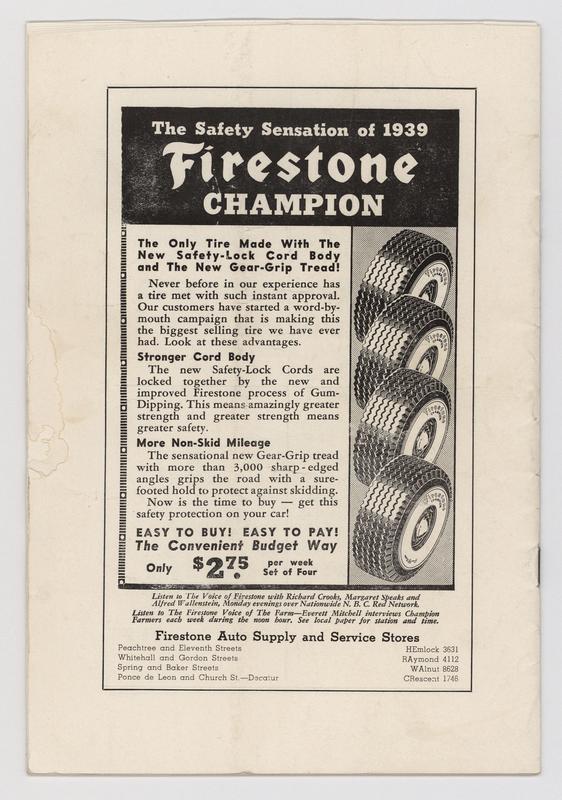 The Safety Sensation of 1939
Firestone
CHAMPION
The Only Tire Made With The
New Safety-Lock Cord Body
and The New Gear-Grip Tread!
Never before in our experience has
a tire met with such instant approval.
Our customers have started a word-by-
mouth campaign that is making this
the biggest selling tire we have ever
had. Look at these advantages.
Stronger Cord Body
The new Safety-Lock Cords are
locked together by the new and
improved Firestone process of Gum-
Dipping. This means amazingly greater
strength and greater strength means
greater safety.
More Non-Skid Mileage
The sensational new Gear-Grip tread
with more than 3,000 sharp-edged
angles grips the road with a sure-
footed hold to protect against skidding.
Now is the time to buy — get this
safety protection on your car!
EASY TO BUY! EASY TO PAY!
The Convenient Budget Way
Only $2.75 per week
Set of Four
Firestone
Firestone
Firestone
Firestone
Listen to The Voice of Firestone with Richard Crooks, Margaret Speaks and
Alfred Wallenstein, Monday evenings over Nationwide N. B. C. Red Network.
Listen to The Firestone Voice of The Farm—Everett Mitchell interviews Champion
Farmers each week during the noon hour. See local paper for station and time.
Firestone Auto Supply and Service Stores
Peachtree and Eleventh Streets HEmlock 3631
Whitehall and Gordon Streets RAymond 4112
Spring and Baker Streets WAlnut 8628
Ponce de Leon and Church St.—Decatur CRescent 1746